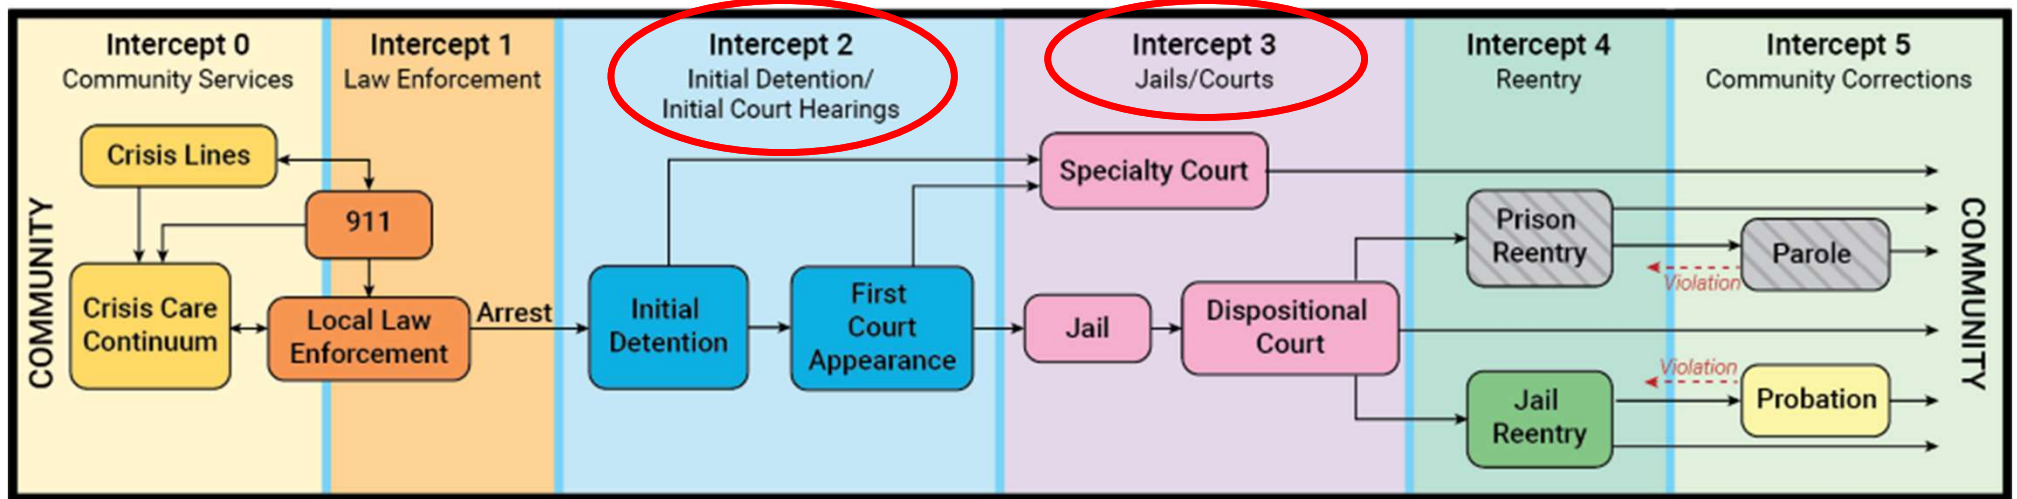 Intercept 0
Community Services
Intercept 1
Law Enforcement
Intercept 2
Initial Detention/
Initial Court Hearings
Intercept 3
Jails/Courts
Intercept 4
Reentry
Intercept 5
Community Corrections
COMMUNITY
Crisis Lines
911
Crisis Care
Continuum
Local Law
Enforcement
Arrest
Initial
Detention
First
Court
Appearance
Specialty Court
Jail
Dispositional
Court
Prison
Reentry
Parole
Violation
Jail
Reentry
Violation
Probation
COMMUNITY